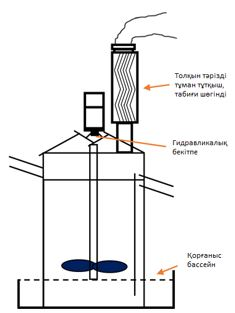 Толқын тәрізді
тұман тұтқыш,
табиғи шөгінді
Гидравликалық
бекітпе
Қорғаныс
бассейн